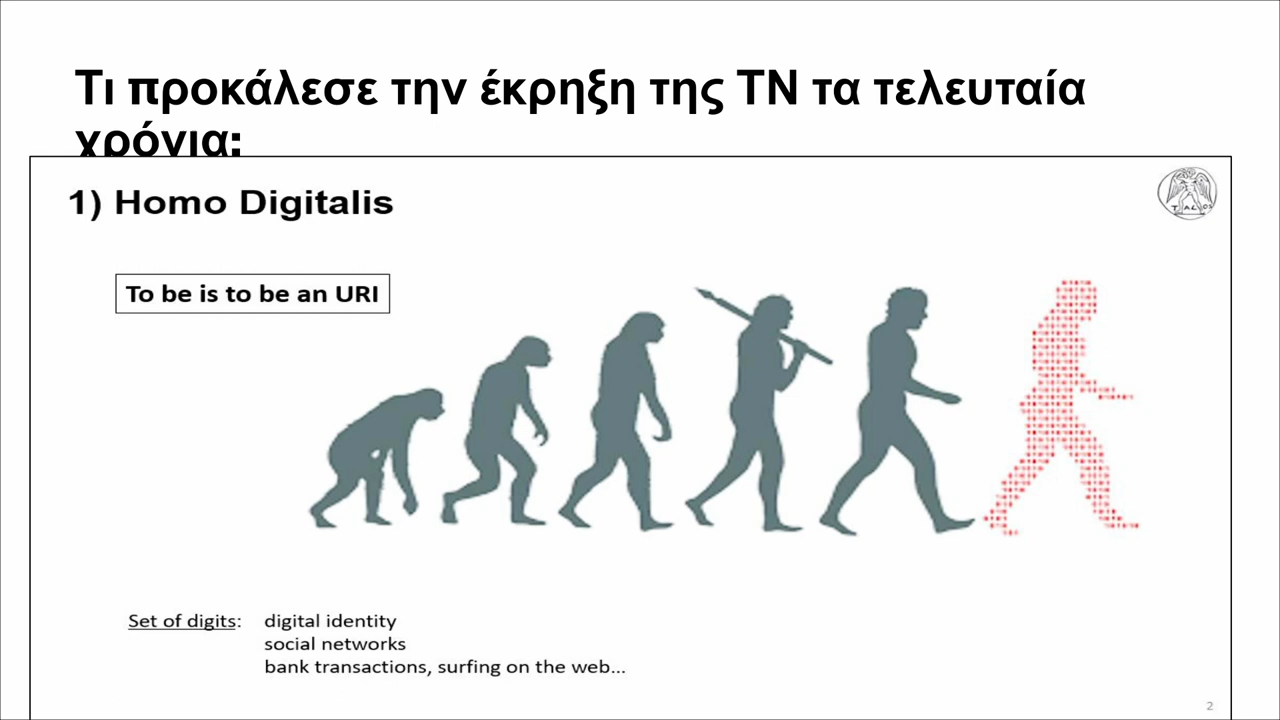 Τι προκάλεσε την έκρηξη της ΤΝ τα τελευταία
χρόνια:
1) Homo Digitalis
To be is to be an URI
Set of digits: digital identity
social networks
bank transactions, surfing on the web...
2